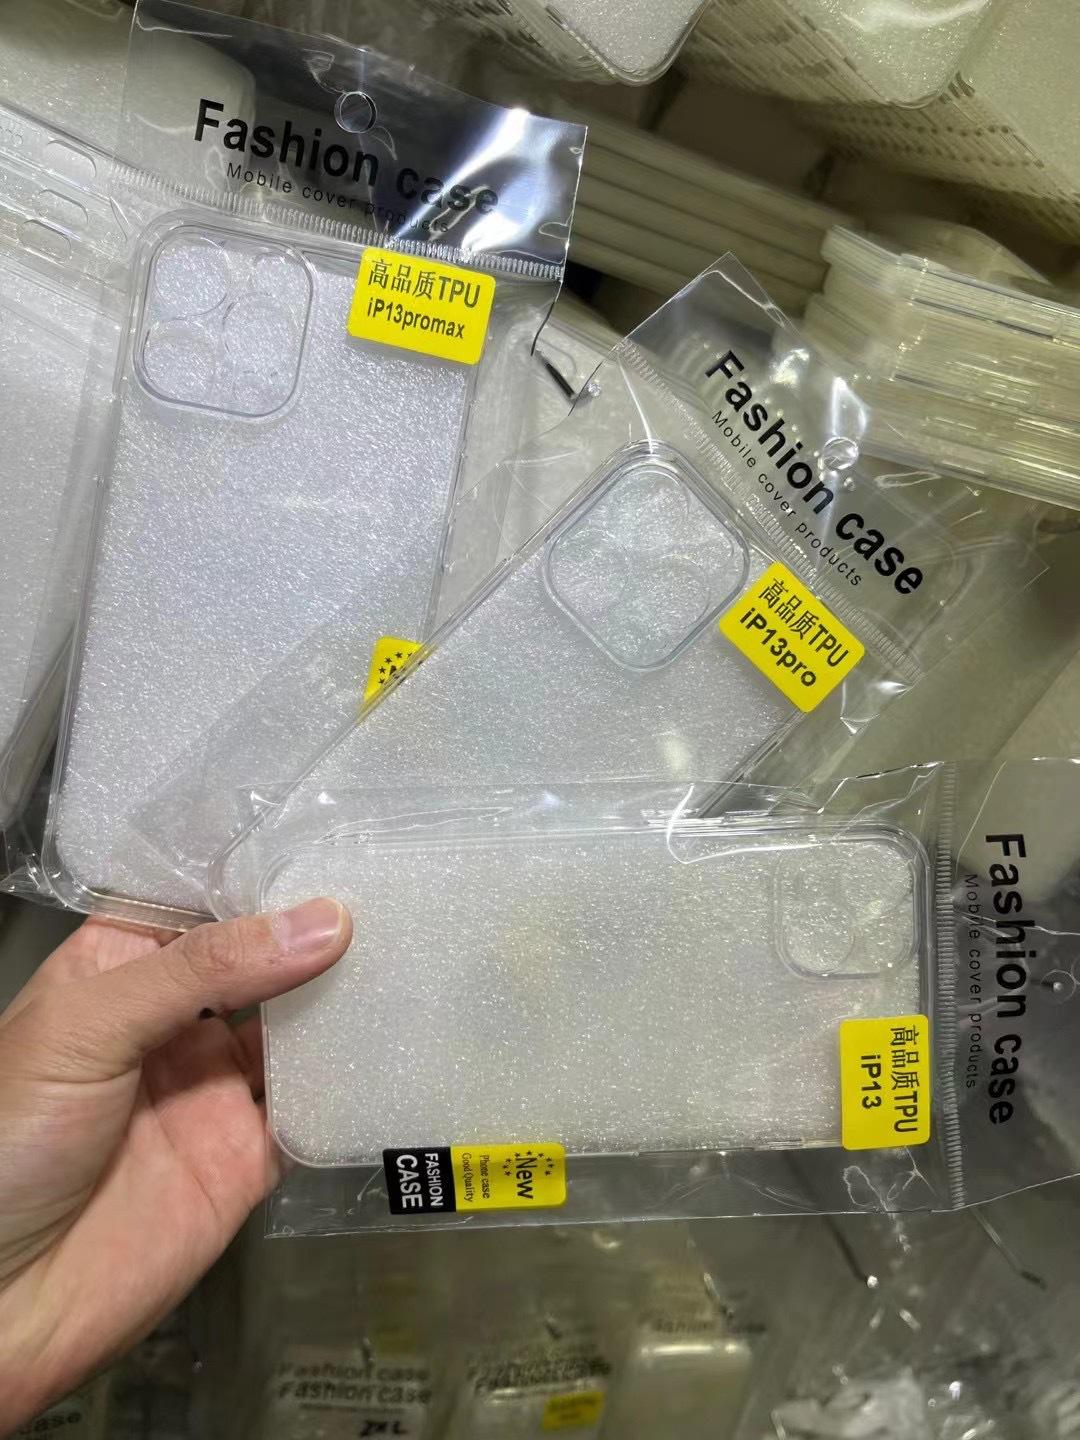 Fashion case
Mobile cover products
高品质TPU
iP13promax
Fashion case
Mobile cover products
高品质TPU
iP13pro
Fashion case
Mobile cover products
高品质TPU
iP13
FASHION
CASE
New
Phone case
Good Quality
Fashion case
Fashion case
Fashion case